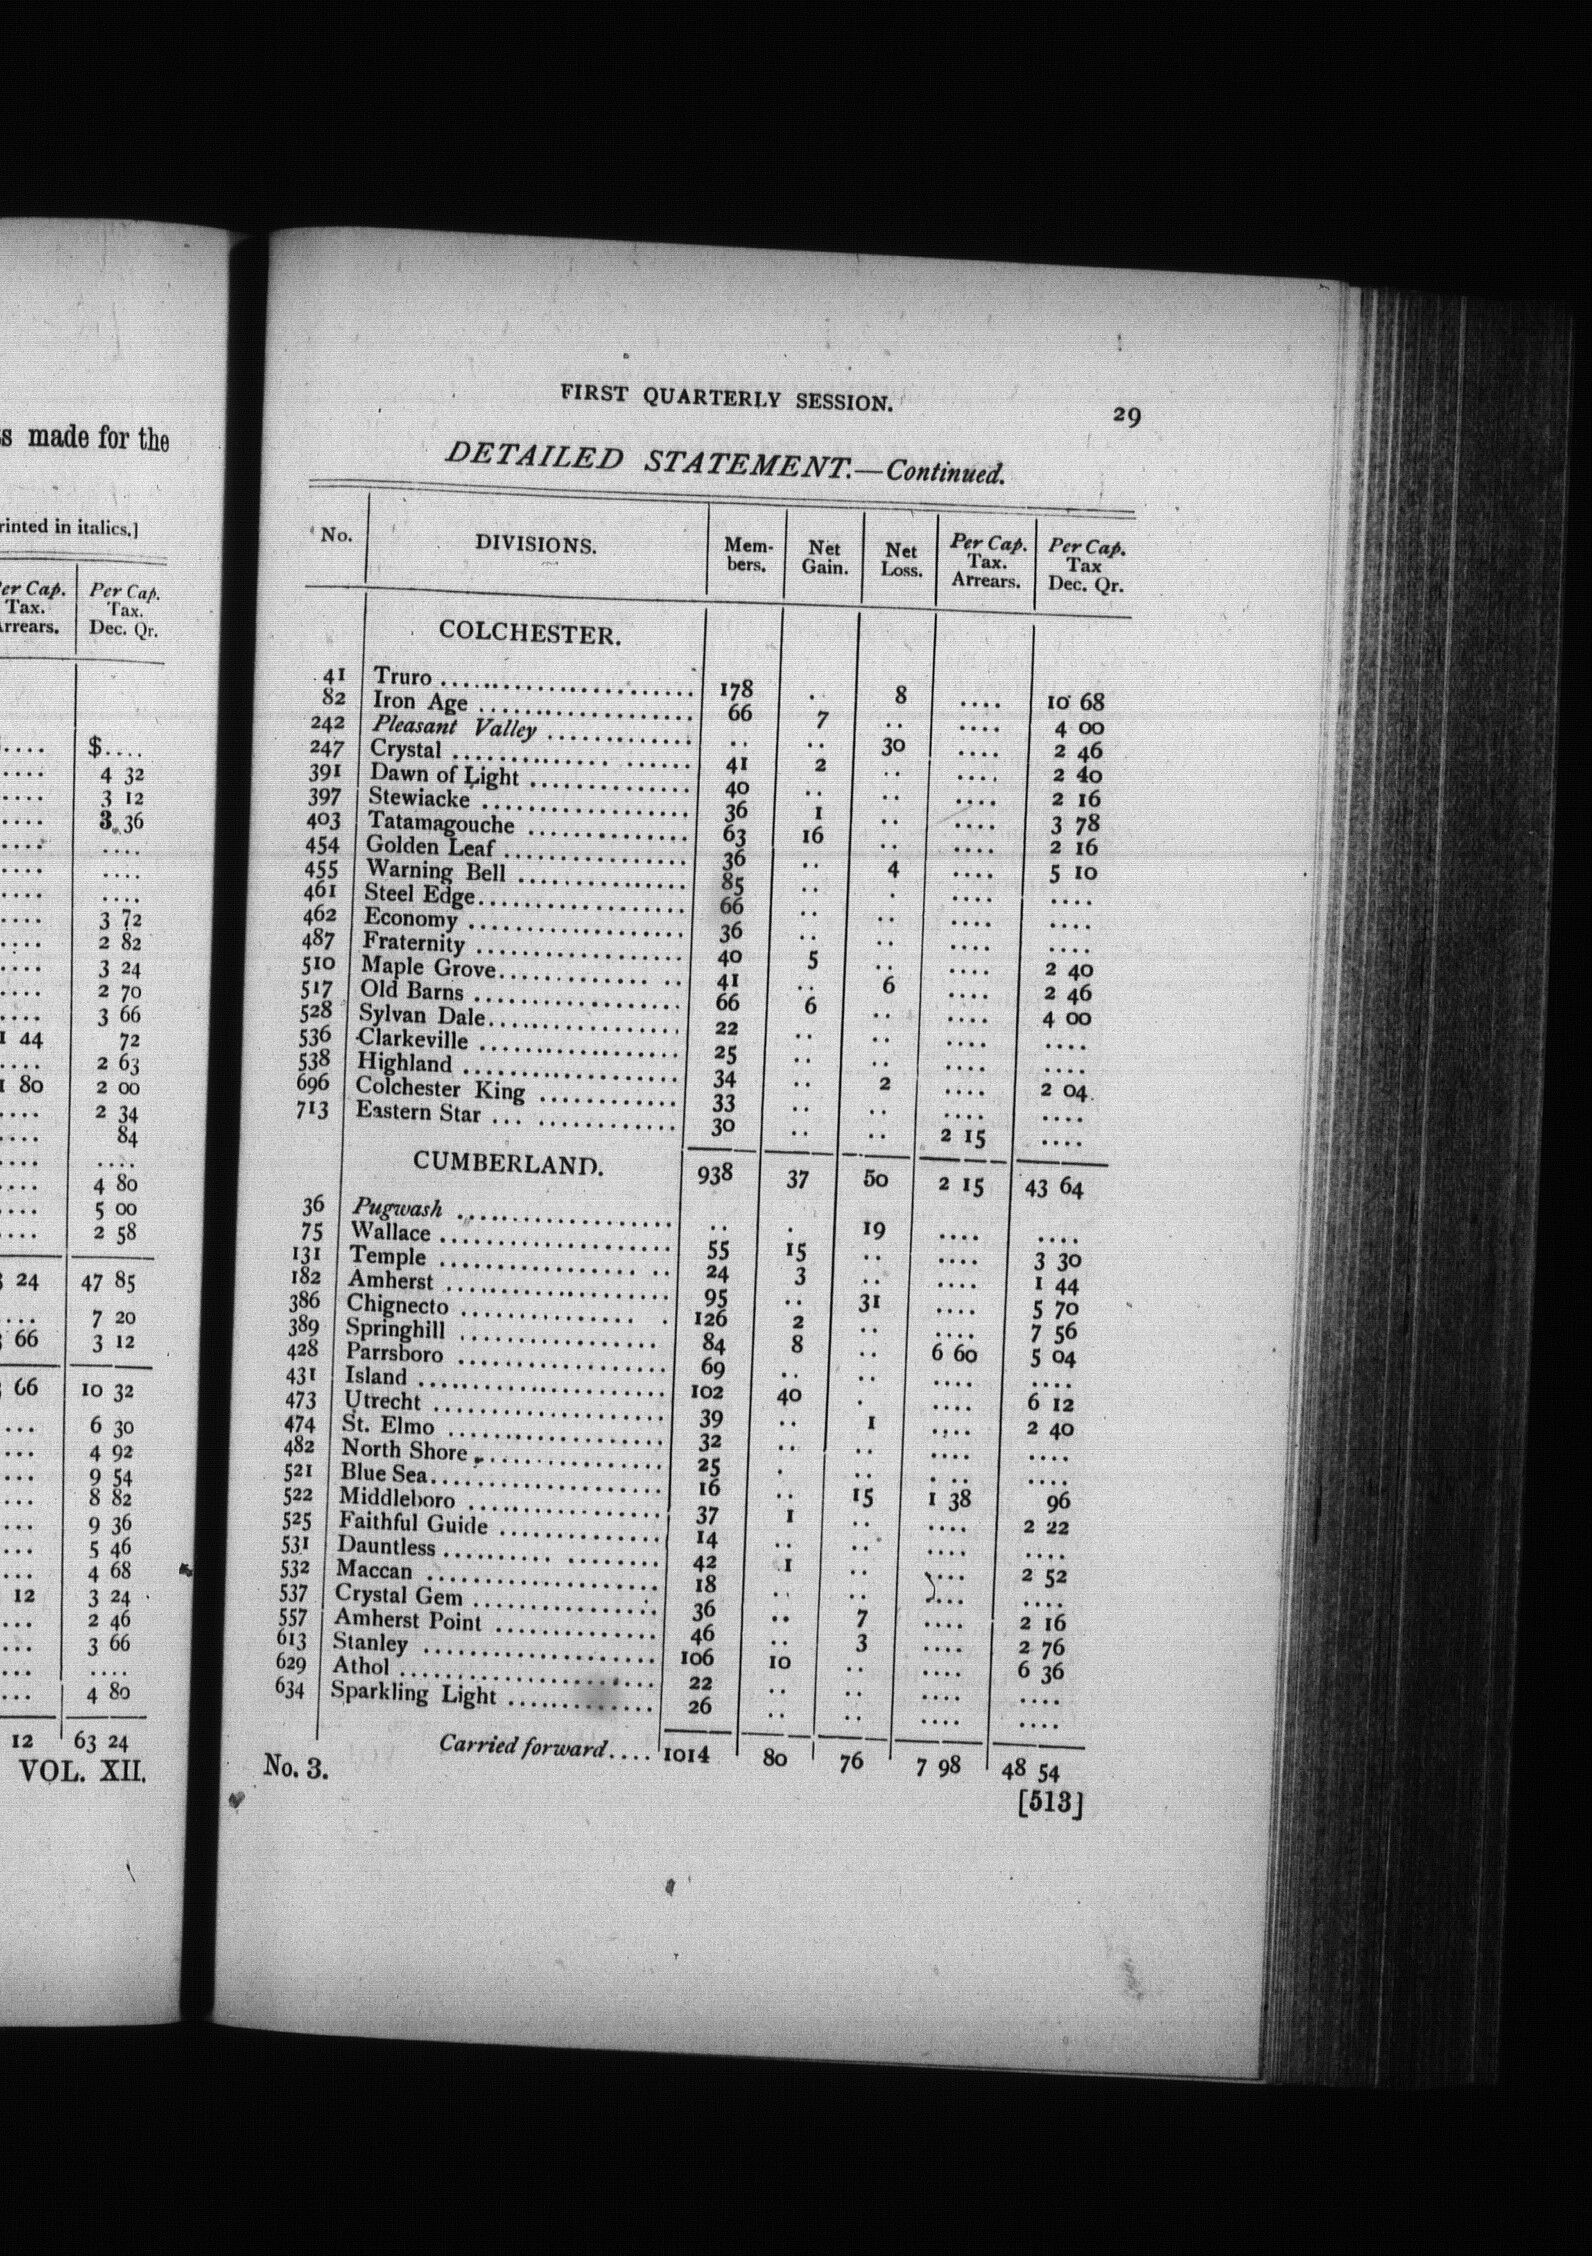 s made for the
rinted in italics.]
er Cap. Per Cap.
Tax. Tax.
rrears. Dec. Qr.
.... $....
.... 4 32
.... 3 12
.... 3 36
.... ....
.... ....
.... ....
.... 3 72
.... 2 82
.... 3 24
.... 2 70
.... 3 66
1 44 72
.... 2 63
1 80 2 00
.... 2 34
.... 84
.... ....
.... 4 80
.... 5 00
.... 2 58
24 47 85
... 7 20
66 3 12
66 10 32
... 6 30
... 4 92
... 9 54
... 8 82
... 9 36
... 5 46
... 4 68
12 3 24
... 2 46
... 3 66
... ....
... 4 80
12 63 24
VOL. XII.
FIRST QUARTERLY SESSION. 29
DETAILED STATEMENT.—Continued.
No. DIVISIONS. Mem-bers. Net Gain. Net Loss. Per Cap. Tax. Arrears. Per Cap. Tax Dec. Qr.
COLCHESTER.
41 Truro .... 178 .. 8 .... 10 68
82 Iron Age .... 66 7 .. .... 4 00
242 Pleasant Valley .... .. .. 30 .... 2 46
247 Crystal .... 41 2 .. .... 2 40
391 Dawn of Light .... 40 .. .. .... 2 16
397 Stewiacke .... 36 1 .. .... 3 78
403 Tatamagouche .... 63 16 .. .... 2 16
454 Golden Leaf .... 36 .. 4 .... 5 10
455 Warning Bell .... 85 .. . .... ....
461 Steel Edge.... 66 .. .. .... ....
462 Economy .... 36 .. .. .... ....
487 Fraternity .... 40 5 .. .... 2 40
510 Maple Grove.... 41 .. 6 .... 2 46
517 Old Barns .... 66 6 .. .... 4 00
528 Sylvan Dale.... 22 .. .. .... ....
536 Clarkeville .... 25 .. .. .... ....
538 Highland .... 34 .. 2 .... 2 04
696 Colchester King .... 33 .. .. .... ....
713 Eastern Star .... 30 .. .. 2 15 ....
938 37 50 2 15 43 64
CUMBERLAND.
36 Pugwash .... .. . 19 .... ....
75 Wallace .... 55 15 .. .... 3 30
131 Temple .... 24 3 .. .... 1 44
182 Amherst .... 95 .. 31 .... 5 70
386 Chignecto .... 126 2 .. .... 7 56
389 Springhill .... 84 8 .. 6 60 5 04
428 Parrsboro .... 69 .. .. .... ....
431 Island .... 102 40 . .... 6 12
473 Utrecht .... 39 .. 1 .... 2 40
474 St. Elmo .... 32 .. .. .... ....
482 North Shore .... 25 . .. .... ....
521 Blue Sea.... 16 .. 15 1 38 96
522 Middleboro .... 37 1 .. .... 2 22
525 Faithful Guide .... 14 .. .. .... ....
531 Dauntless .... 42 1 .. .... 2 52
532 Maccan .... 18 .. .. .... ....
537 Crystal Gem .... 36 .. 7 .... 2 16
557 Amherst Point .... 46 .. 3 .... 2 76
613 Stanley .... 106 10 .. .... 6 36
629 Athol .... 22 .. .. .... ....
634 Sparkling Light .... 26 .. .. .... ....
Carried forward.... 1014 80 76 7 98 48 54
No. 3.
[513]